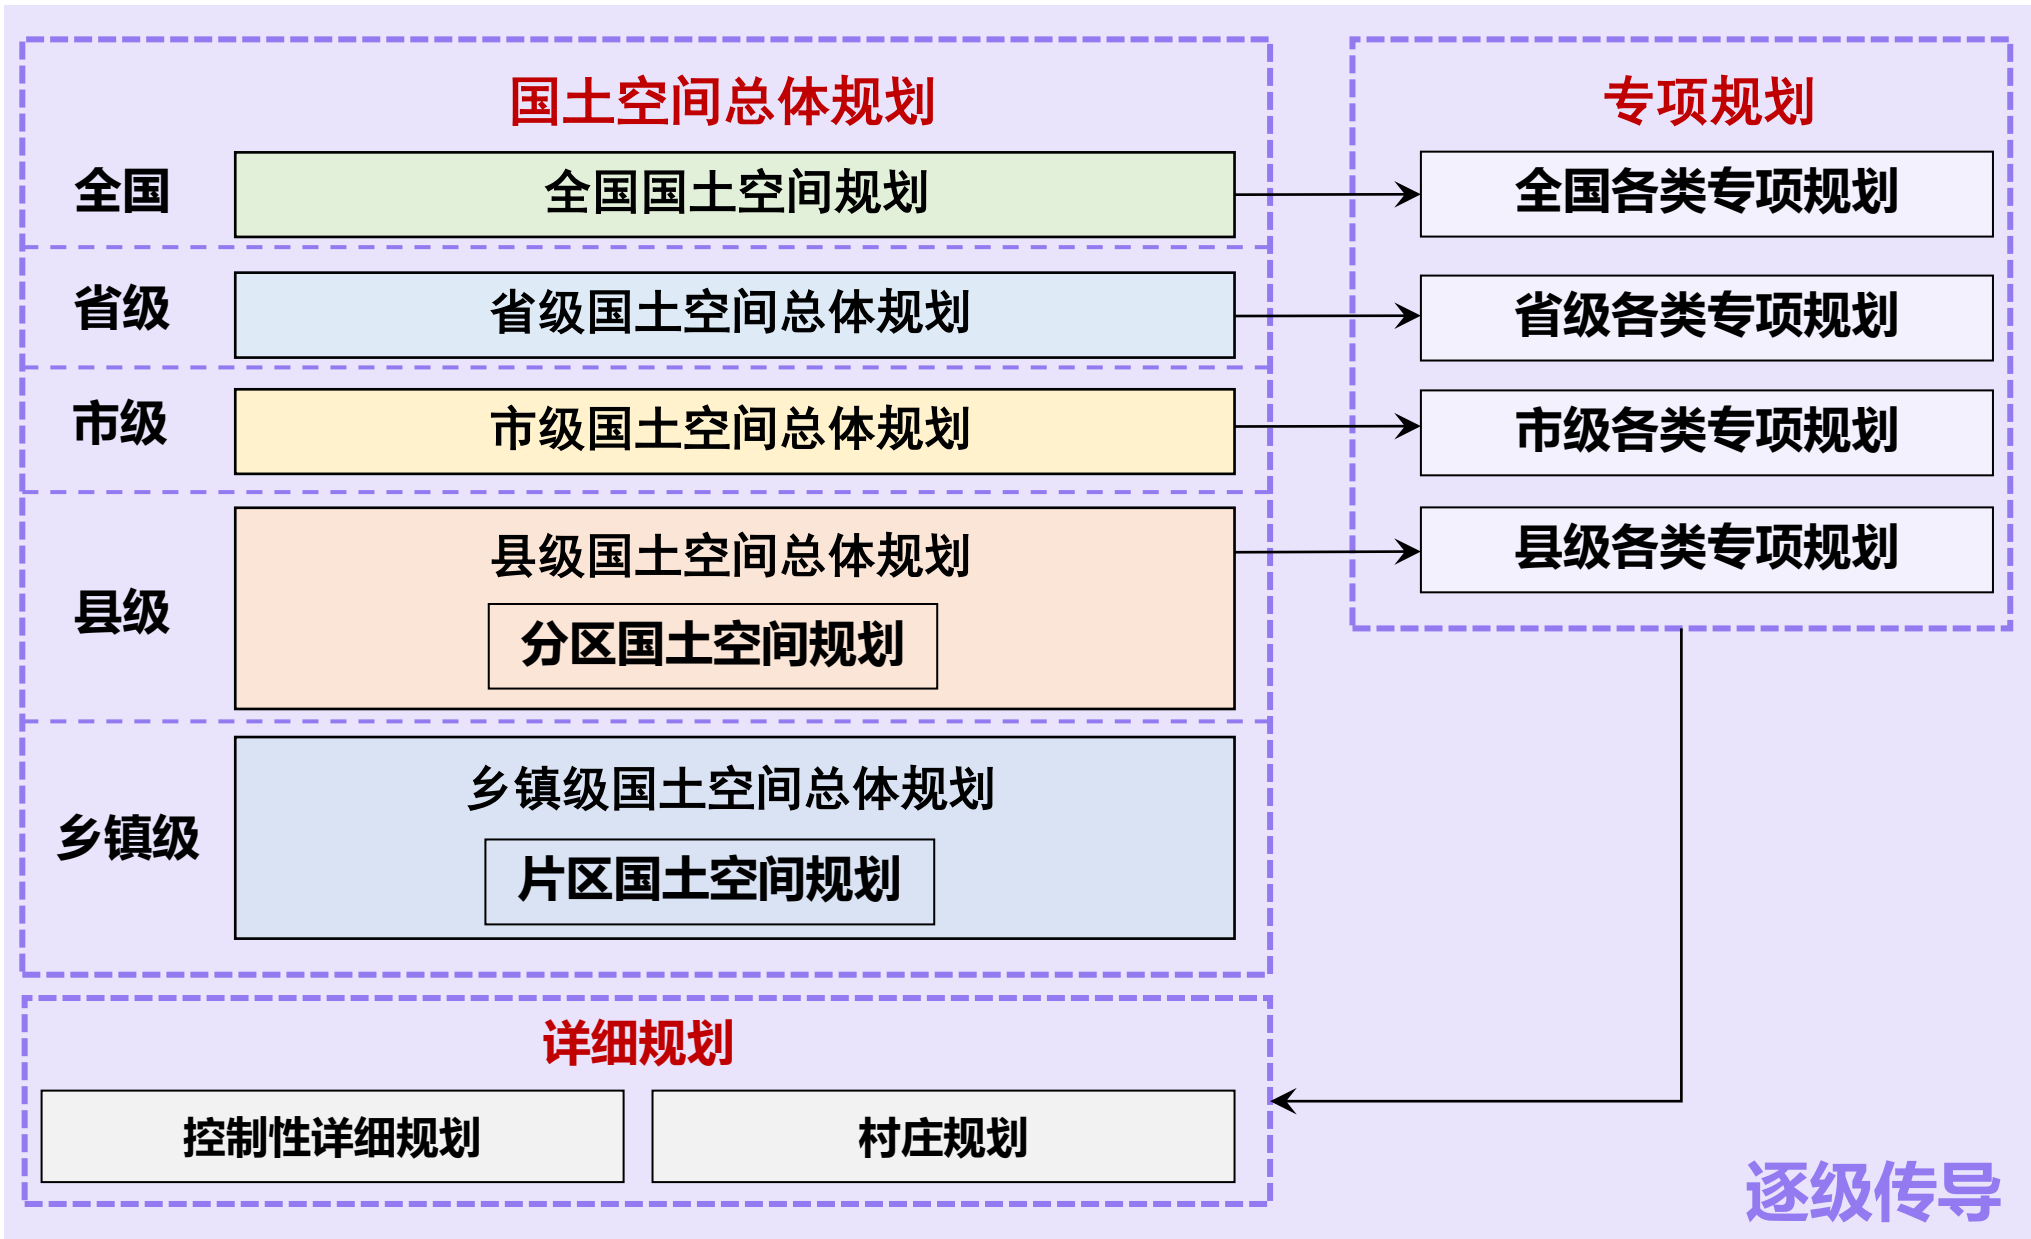 国土空间总体规划
专项规划
全国
全国国土空间规划
全国各类专项规划
省级
省级国土空间总体规划
省级各类专项规划
市级
市级国土空间总体规划
市级各类专项规划
县级
县级国土空间总体规划
县级各类专项规划
分区国土空间规划
乡镇级
乡镇级国土空间总体规划
片区国土空间规划
详细规划
控制性详细规划
村庄规划
逐级传导